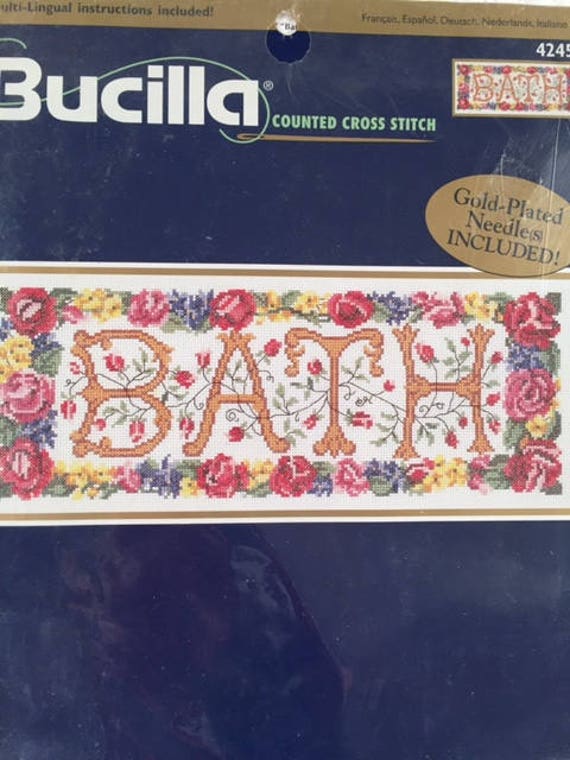 ulti-Lingual instructions included!
Français, Español, Deutsch, Nederlands, Italiano
"Ba
4245
Bucilla®
COUNTED CROSS STITCH
BATH
Gold-Plated
Needle(s)
INCLUDED!
BATH